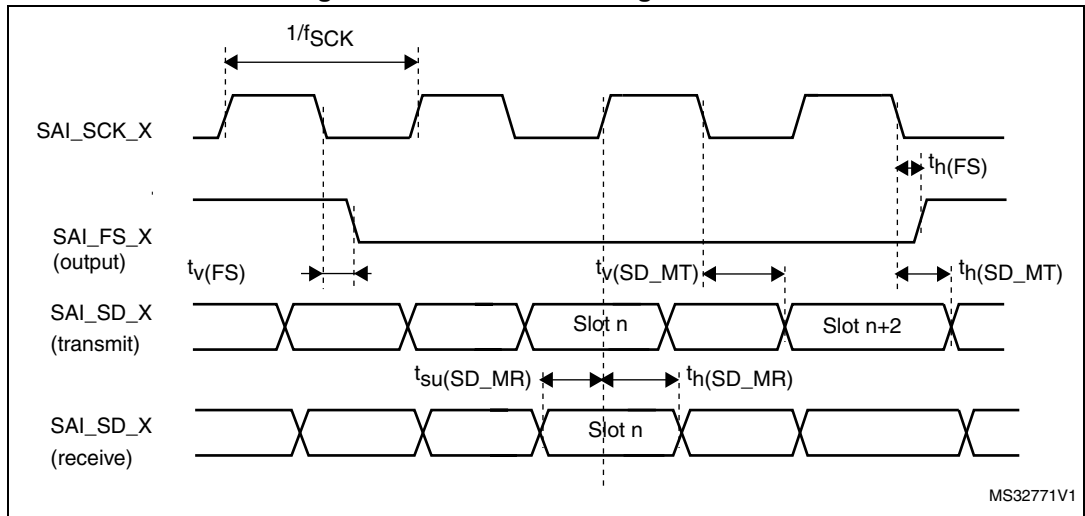 1/fSCK
SAI_SCK_X
th(FS)
SAI_FS_X
(output)
tv(FS)
tv(SD_MT)
th(SD_MT)
SAI_SD_X
(transmit)
Slot n
Slot n+2
tsu(SD_MR)
th(SD_MR)
SAI_SD_X
(receive)
Slot n
MS32771V1